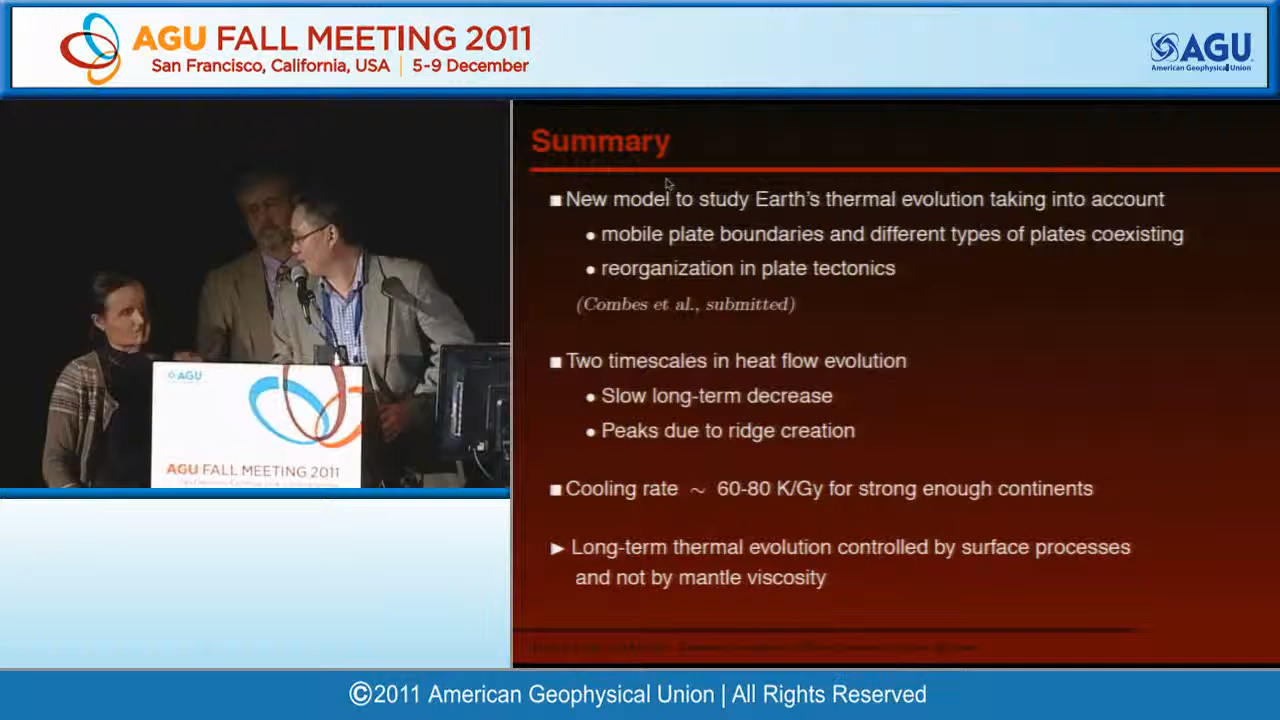 AGU FALL MEETING 2011
San Francisco, California, USA | 5-9 December
AGU
American Geophysical Union
Summary
■ New model to study Earth's thermal evolution taking into account
● mobile plate boundaries and different types of plates coexisting
● reorganization in plate tectonics
(Combes et al., submitted)
■ Two timescales in heat flow evolution
● Slow long-term decrease
● Peaks due to ridge creation
■ Cooling rate ~ 60-80 K/Gy for strong enough continents
► Long-term thermal evolution controlled by surface processes
and not by mantle viscosity
AGU
AGU FALL MEETING 2011
©2011 American Geophysical Union | All Rights Reserved